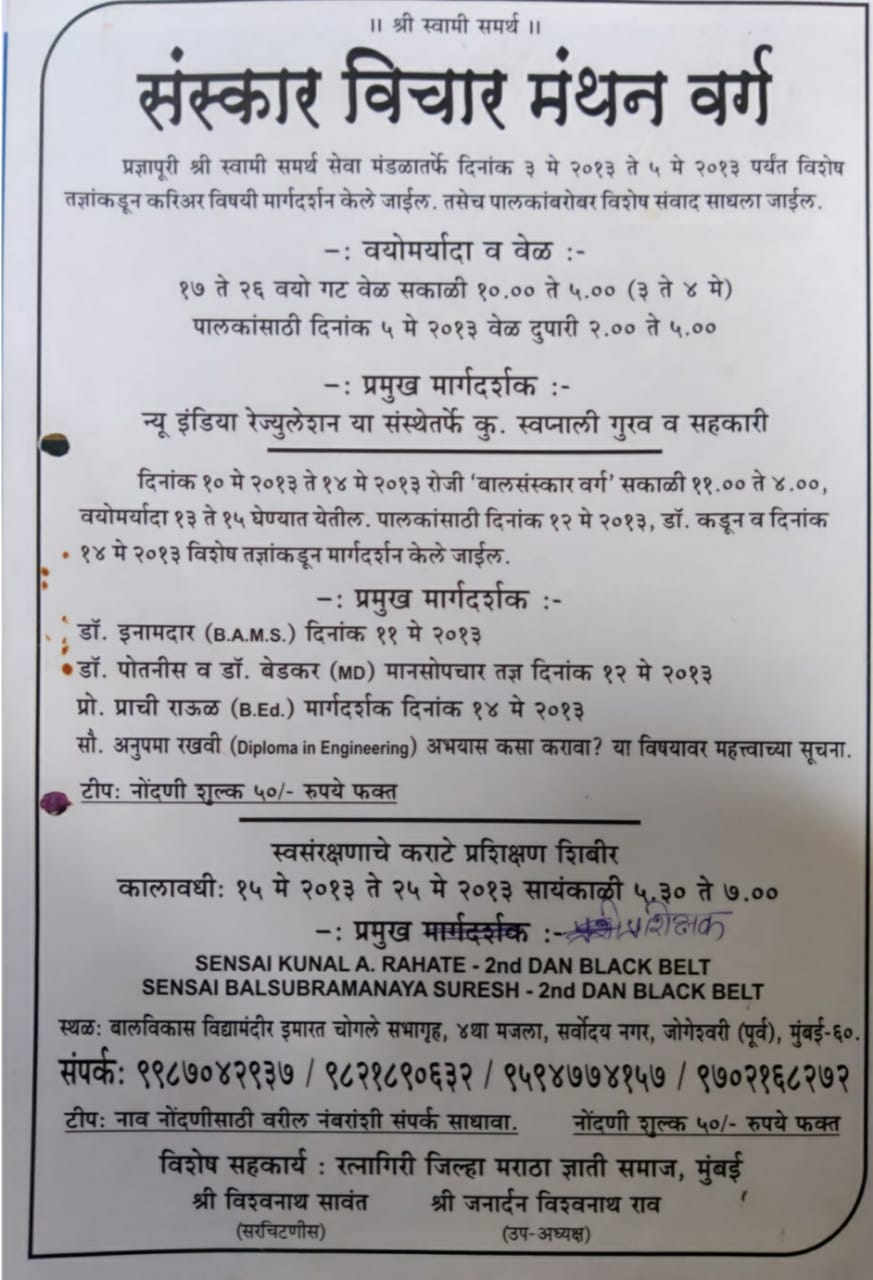 ॥ श्री स्वामी समर्थ ॥
संस्कार विचार मंथन वर्ग
प्रज्ञापूरी श्री स्वामी समर्थ सेवा मंडळातर्फे दिनांक ३ मे २०१३ ते ५ मे २०१३ पर्यंत विशेष
तज्ञांकडून करिअर विषयी मार्गदर्शन केले जाईल. तसेच पालकांबरोबर विशेष संवाद साधला जाईल.
-: वयोमर्यादा व वेळ :-
१७ ते २६ वयो गट वेळ सकाळी १०.०० ते ५.०० (३ ते ४ मे)
पालकांसाठी दिनांक ५ मे २०१३ वेळ दुपारी २.०० ते ५.००
-: प्रमुख मार्गदर्शक :-
न्यू इंडिया रेज्युलेशन या संस्थेतर्फे कु. स्वप्नाली गुरव व सहकारी
दिनांक १० मे २०१३ ते १४ मे २०१३ रोजी ‘बालसंस्कार वर्ग’ सकाळी ११.०० ते ४.००,
वयोमर्यादा १३ ते १५ घेण्यात येतील. पालकांसाठी दिनांक १२ मे २०१३, डॉ. कडून व दिनांक
१४ मे २०१३ विशेष तज्ञांकडून मार्गदर्शन केले जाईल.
-: प्रमुख मार्गदर्शक :-
डॉ. इनामदार (B.A.M.S.) दिनांक ११ मे २०१३
डॉ. पोतनीस व डॉ. बेडकर (MD) मानसोपचार तज्ञ दिनांक १२ मे २०१३
प्रो. प्राची राऊळ (B.Ed.) मार्गदर्शक दिनांक १४ मे २०१३
सौ. अनुपमा रखवी (Diploma in Engineering) अभयास कसा करावा? या विषयावर महत्त्वाच्या सूचना.
टीपः नोंदणी शुल्क ५०/- रुपये फक्त
स्वसंरक्षणाचे कराटे प्रशिक्षण शिबीर
कालावधीः १५ मे २०१३ ते २५ मे २०१३ सायंकाळी ५.३० ते ७.००
-: प्रमुख मार्गदर्शक :- प्रशिक्षक
SENSAI KUNAL A. RAHATE - 2nd DAN BLACK BELT
SENSAI BALSUBRAMANAYA SURESH - 2nd DAN BLACK BELT
स्थळः बालविकास विद्यामंदीर इमारत चोगले सभागृह, ४था मजला, सर्वोदय नगर, जोगेश्वरी (पूर्व), मुंबई-६०.
संपर्कः ९९८७०४२९३७ / ९८२१८९०६३२ / ९५९४७७४१५७ / ९७०२१६८२७२
टीपः नाव नोंदणीसाठी वरील नंबरांशी संपर्क साधावा. नोंदणी शुल्क ५०/- रुपये फक्त
विशेष सहकार्य : रत्नागिरी जिल्हा मराठा ज्ञाती समाज, मुंबई
श्री विश्वनाथ सावंत श्री जनार्दन विश्वनाथ राव
(सरचिटणीस) (उप-अध्यक्ष)